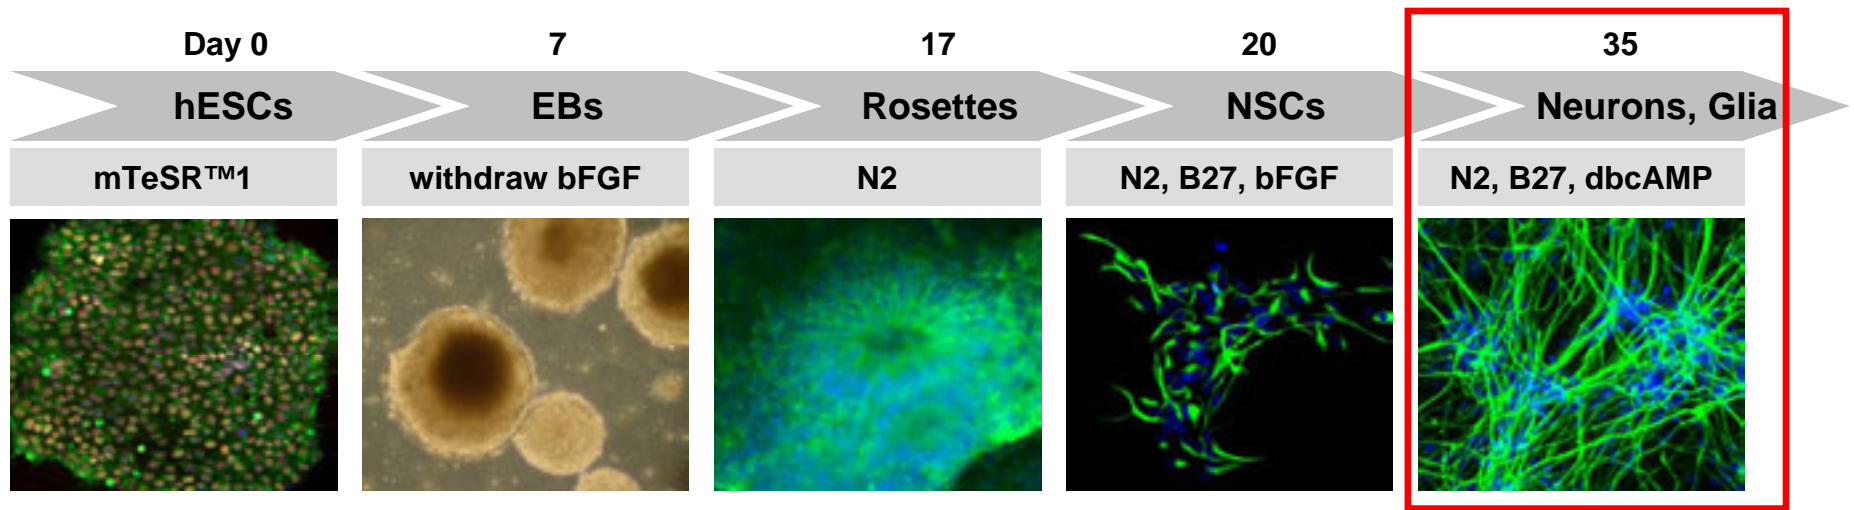 Day 0 7 17 20 35
hESCs EBs Rosettes NSCs Neurons, Glia
mTeSR™1 withdraw bFGF N2 N2, B27, bFGF N2, B27, dbcAMP